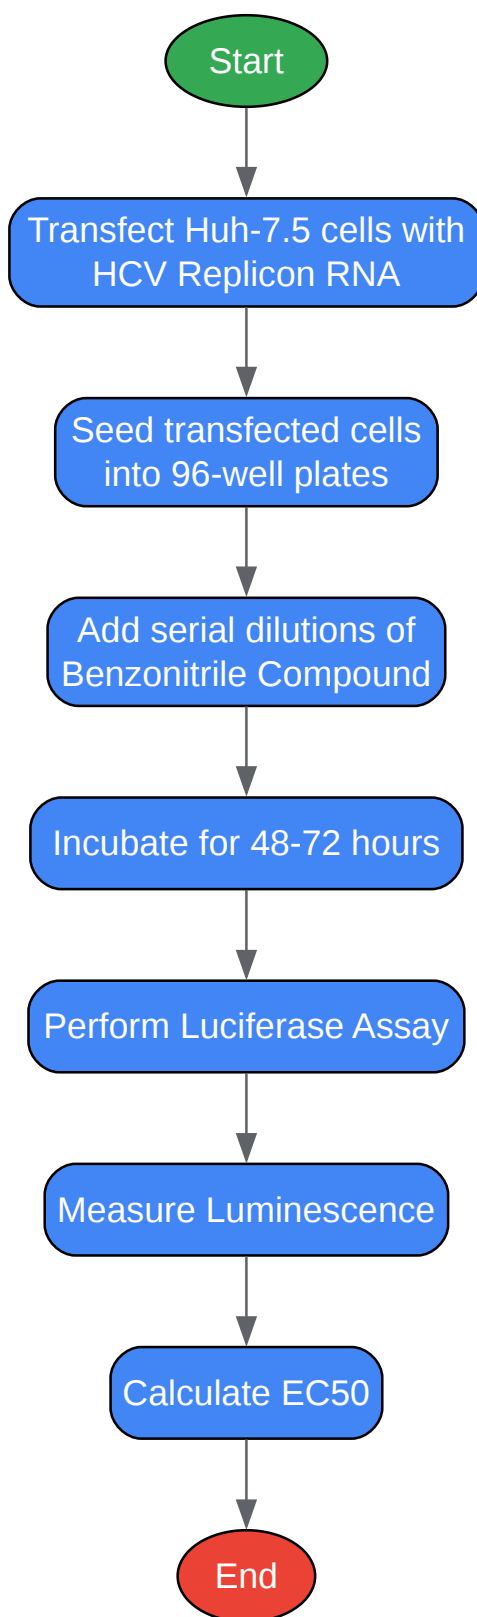 Start
Transfect Huh-7.5 cells with
HCV Replicon RNA
Seed transfected cells
into 96-well plates
Add serial dilutions of
Benzonitrile Compound
Incubate for 48-72 hours
Perform Luciferase Assay
Measure Luminescence
Calculate EC50
End